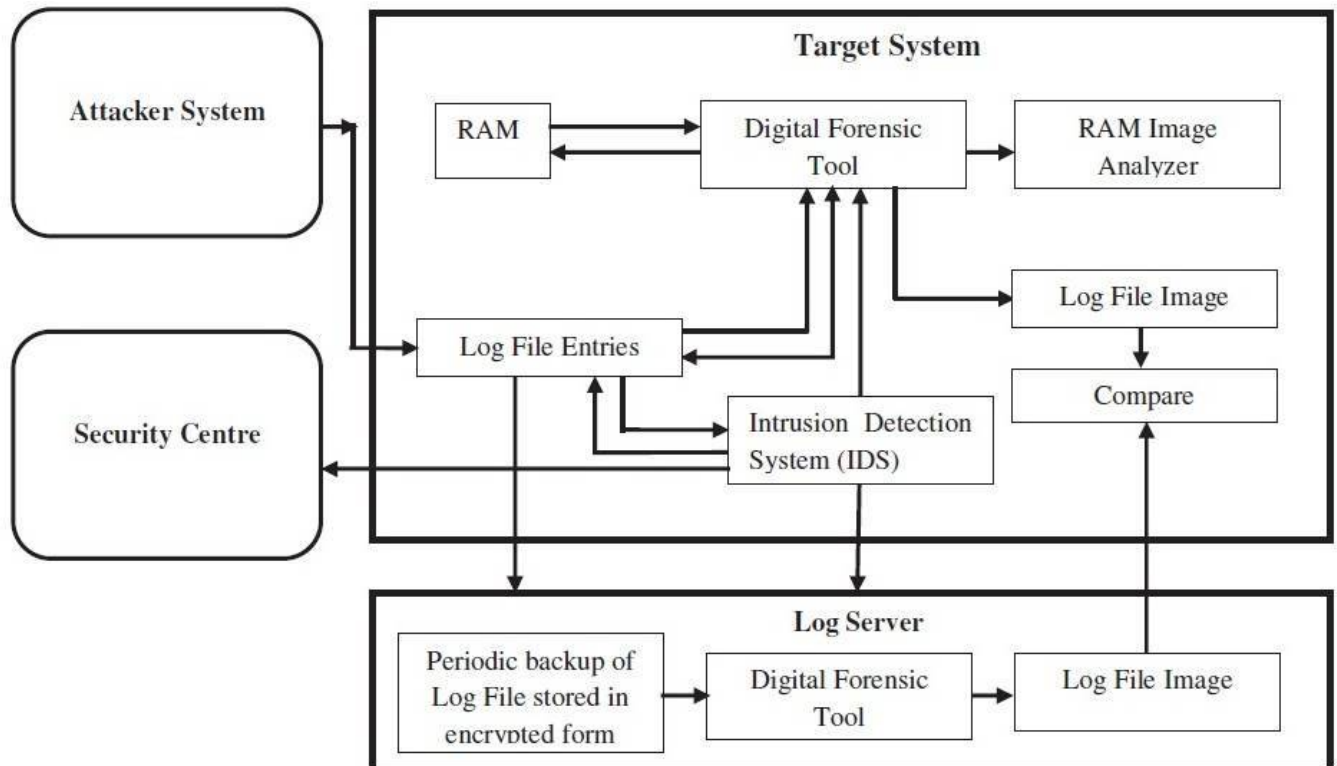 Attacker System
Target System
RAM
Digital Forensic
Tool
RAM Image
Analyzer
Log File Image
Log File Entries
Compare
Intrusion Detection
System (IDS)
Security Centre
Log Server
Periodic backup of
Log File stored in
encrypted form
Digital Forensic
Tool
Log File Image